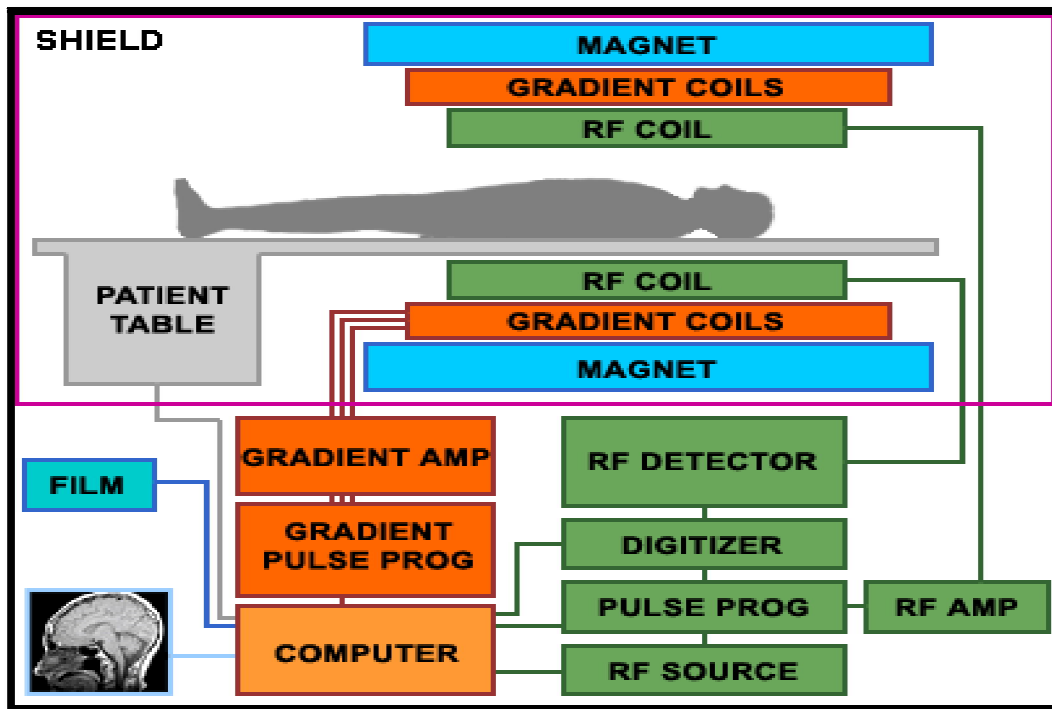 SHIELD
MAGNET
GRADIENT COILS
RF COIL
PATIENT
TABLE
RF COIL
GRADIENT COILS
MAGNET
GRADIENT AMP
RF DETECTOR
FILM
GRADIENT
PULSE PROG
DIGITIZER
PULSE PROG
RF AMP
COMPUTER
RF SOURCE